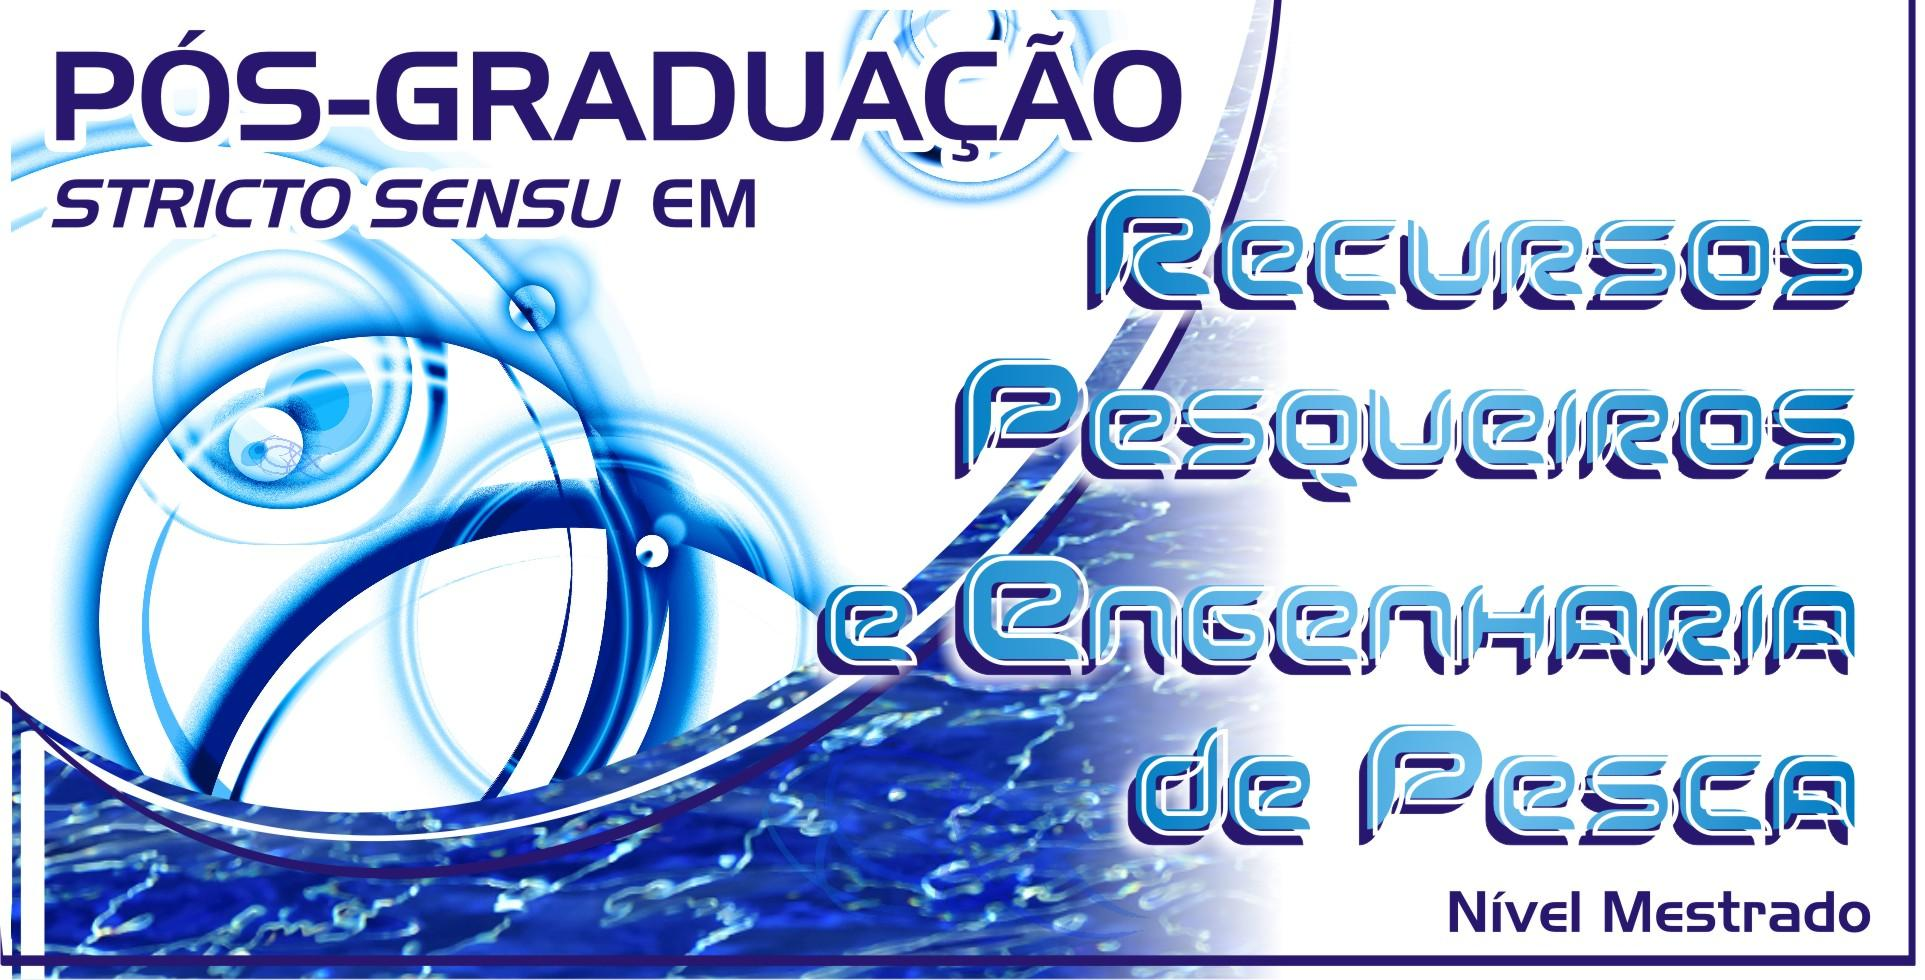 PÓS-GRADUAÇÃO
STRICTO SENSU EM
Recursos
Pesqueiros
e Engenharia
de Pesca
Nível Mestrado